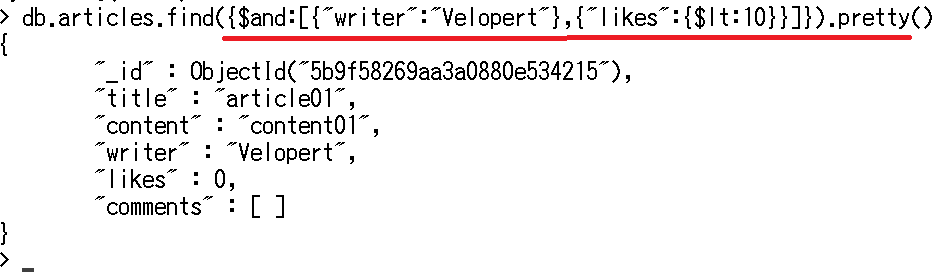 > db.articles.find({$and:[{"writer":"Velopert"},{"likes":{$lt:10}}]}).pretty()
{
        "_id" : ObjectId("5b9f58269aa3a0880e534215"),
        "title" : "article01",
        "content" : "content01",
        "writer" : "Velopert",
        "likes" : 0,
        "comments" : [ ]
}
>